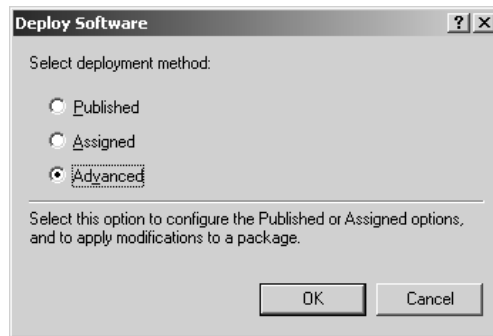 Deploy Software
Select deployment method:
Published
Assigned
Advanced
Select this option to configure the Published or Assigned options,
and to apply modifications to a package.
OK Cancel